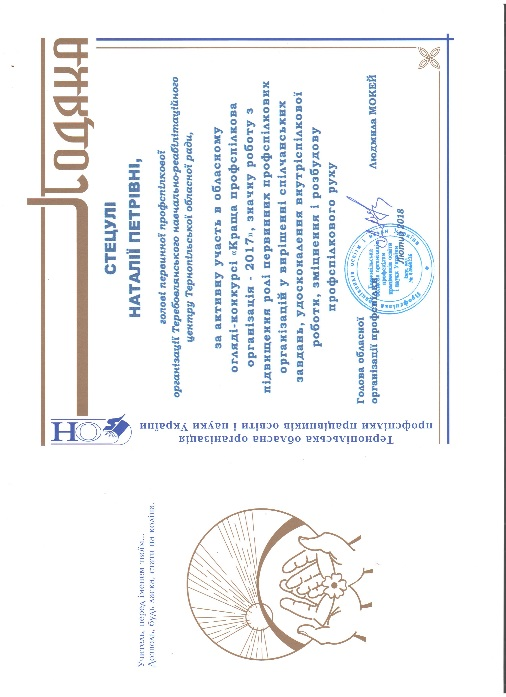 Подяка
Тернопільська обласна організація
профспілки працівників освіти і науки України
СТЕЦУЛІ
НАТАЛІЇ ПЕТРІВНІ,
голові первинної профспілкової
організації Теребовлянського навчально-реабілітаційного
центру Тернопільської обласної ради,
за активну участь в обласному
огляді-конкурсі «Краща профспілкова
організація - 2017», значну роботу з
підвищення ролі первинних профспілкових
організацій у вирішенні спілчанських
завдань, удосконалення внутріспілкової
роботи, зміцнення і розбудову
профспілкового руху
Голова обласної
організації профспілки
Людмила МОКЕЙ
лютий 2018
Учителю, перед іменем твоїм...
Дозволь, будь ласка, стати на коліна.